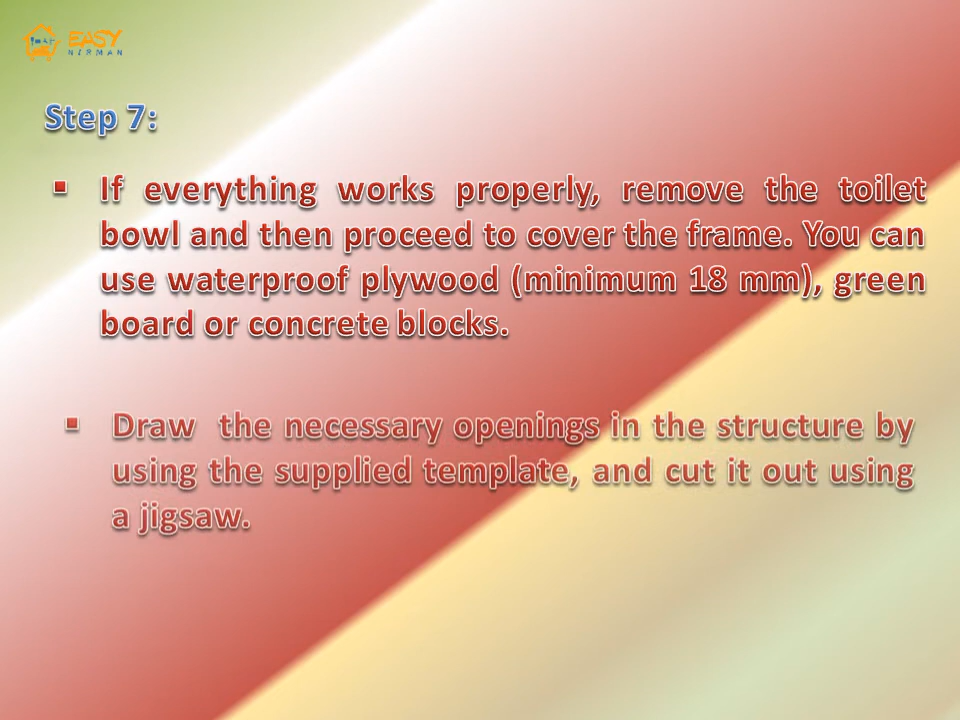 EASY
NIRMAN
Step 7:
▪ If everything works properly, remove the toilet
bowl and then proceed to cover the frame. You can
use waterproof plywood (minimum 18 mm), green
board or concrete blocks.
▪ Draw the necessary openings in the structure by
using the supplied template, and cut it out using
a jigsaw.